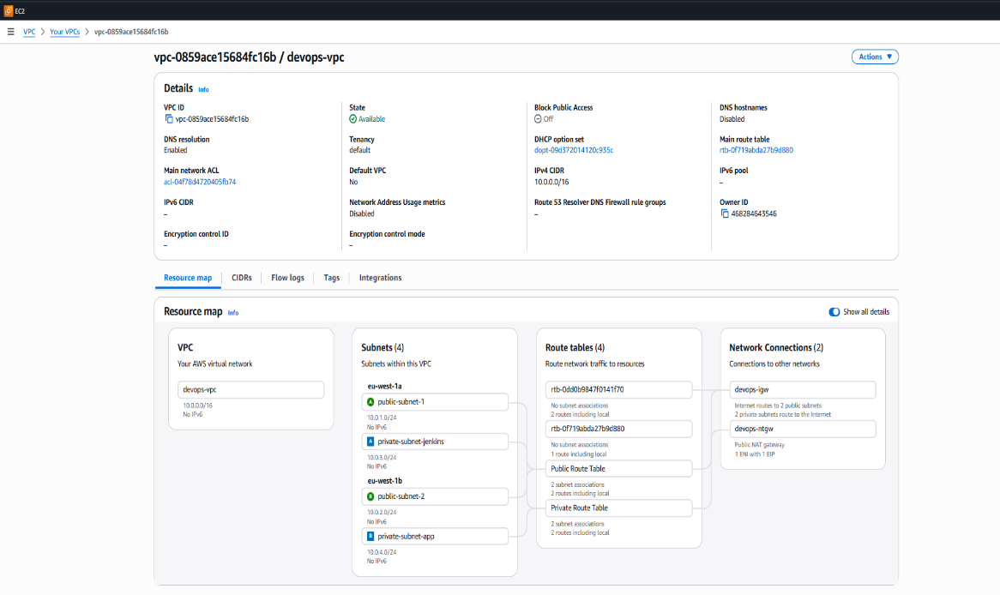 EC2
VPC > Your VPCs > vpc-0859ace15684fc16b
vpc-0859ace15684fc16b / devops-vpc
Actions ▼
Details Info
VPC ID
vpc-0859ace15684fc16b
State
Available
Block Public Access
Off
DNS hostnames
Disabled
DNS resolution
Enabled
Tenancy
default
DHCP option set
dopt-09d372014120c935c
Main route table
rtb-0f719abda27b9d880
Main network ACL
acl-04f78d4720405fb74
Default VPC
No
IPv4 CIDR
10.0.0.0/16
IPv6 pool
–
IPv6 CIDR
–
Network Address Usage metrics
Disabled
Route 53 Resolver DNS Firewall rule groups
–
Owner ID
468284643546
Encryption control ID
–
Encryption control mode
–
Resource map CIDRs Flow logs Tags Integrations
Resource map Info
Show all details
VPC
Your AWS virtual network
devops-vpc
10.0.0.0/16
No IPv6
Subnets (4)
Subnets within this VPC
eu-west-1a
A public-subnet-1
10.0.1.0/24
No IPv6
A private-subnet-jenkins
10.0.3.0/24
No IPv6
eu-west-1b
B public-subnet-2
10.0.2.0/24
No IPv6
B private-subnet-app
10.0.4.0/24
No IPv6
Route tables (4)
Route network traffic to resources
rtb-0dd0b9847f0141f70
No subnet associations
2 routes including local
rtb-0f719abda27b9d880
No subnet associations
1 route including local
Public Route Table
2 subnet associations
2 routes including local
Private Route Table
2 subnet associations
2 routes including local
Network Connections (2)
Connections to other networks
devops-igw
Internet routes to 2 public subnets
2 private subnets route to the Internet
devops-ntgw
Public NAT gateway
1 ENI with 1 EIP